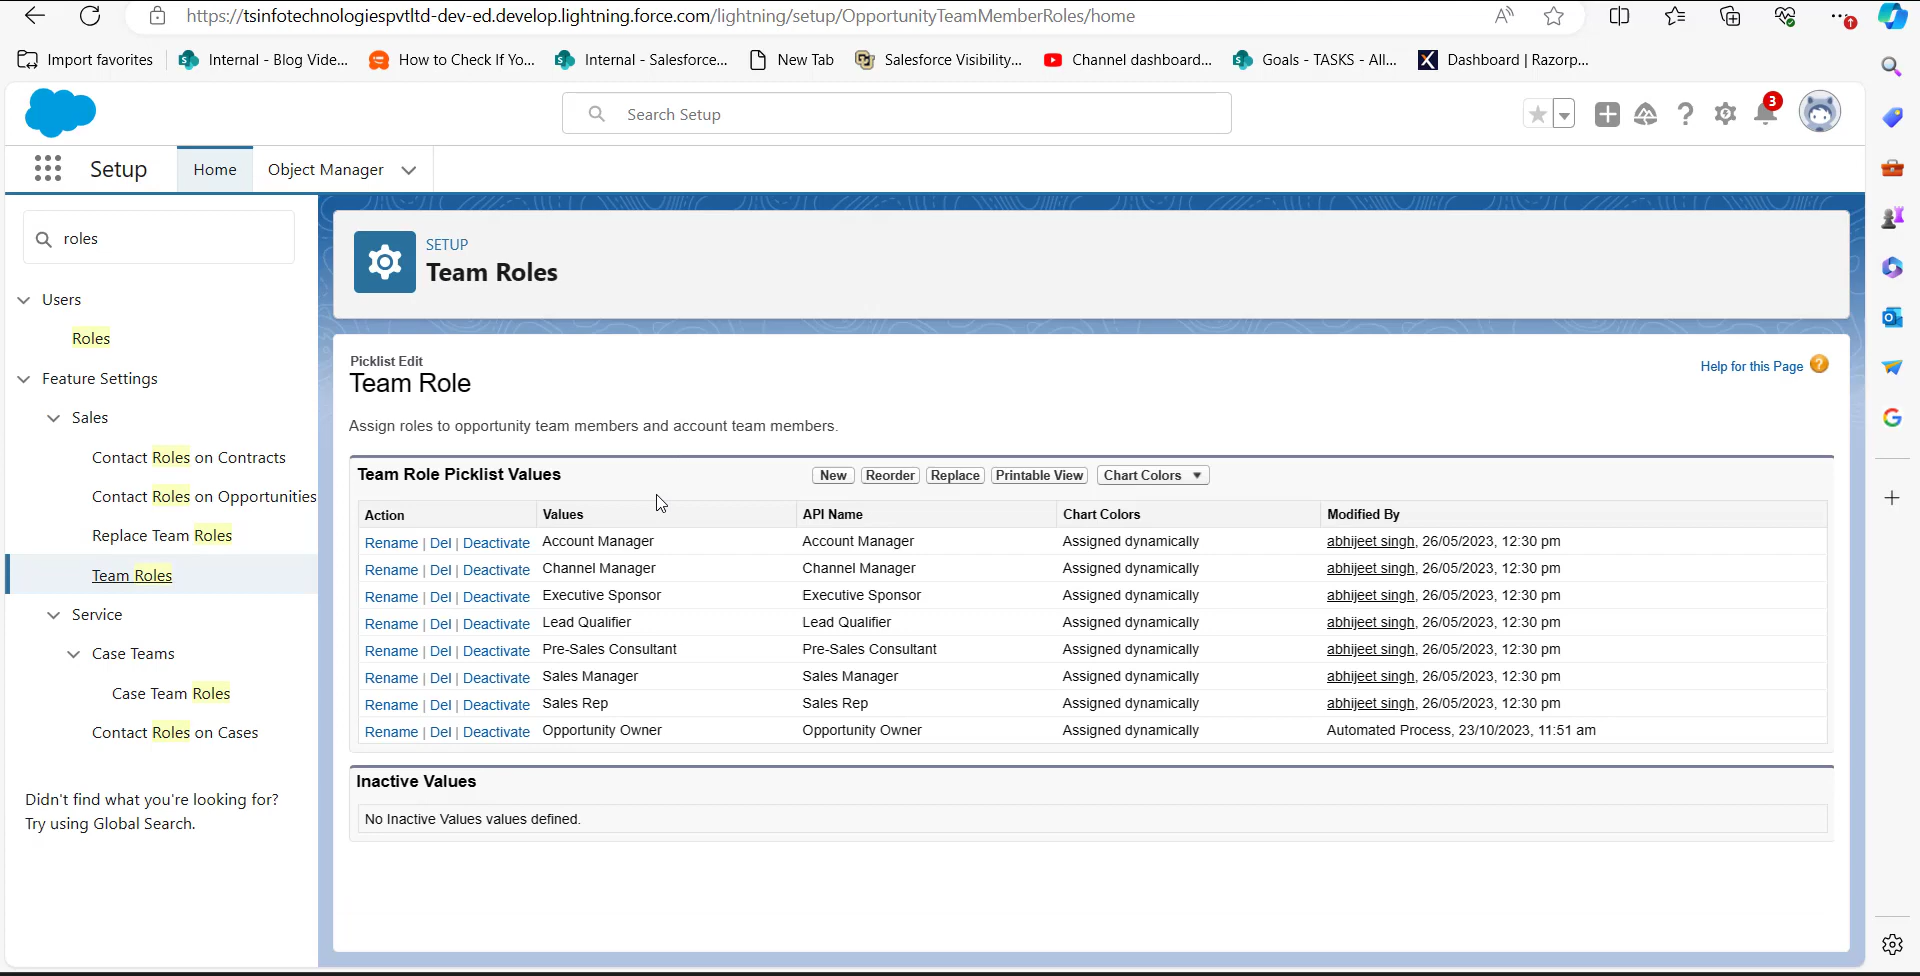 https://tsinfotechnologiespvtltd-dev-ed.develop.lightning.force.com/lightning/setup/OpportunityTeamMemberRoles/home
Import favorites
Internal - Blog Vide...
How to Check If Yo...
Internal - Salesforce...
New Tab
Salesforce Visibility...
Channel dashboard...
Goals - TASKS - All...
Dashboard | Razorp...
Search Setup
3
Setup
Home
Object Manager
roles
Users
Roles
Feature Settings
Sales
Contact Roles on Contracts
Contact Roles on Opportunities
Replace Team Roles
Team Roles
Service
Case Teams
Case Team Roles
Contact Roles on Cases
Didn't find what you're looking for?
Try using Global Search.
SETUP
Team Roles
Picklist Edit
Team Role
Help for this Page ?
Assign roles to opportunity team members and account team members.
Team Role Picklist Values New Reorder Replace Printable View Chart Colors
Action Values API Name Chart Colors Modified By
Rename | Del | Deactivate Account Manager Account Manager Assigned dynamically abhijeet singh, 26/05/2023, 12:30 pm
Rename | Del | Deactivate Channel Manager Channel Manager Assigned dynamically abhijeet singh, 26/05/2023, 12:30 pm
Rename | Del | Deactivate Executive Sponsor Executive Sponsor Assigned dynamically abhijeet singh, 26/05/2023, 12:30 pm
Rename | Del | Deactivate Lead Qualifier Lead Qualifier Assigned dynamically abhijeet singh, 26/05/2023, 12:30 pm
Rename | Del | Deactivate Pre-Sales Consultant Pre-Sales Consultant Assigned dynamically abhijeet singh, 26/05/2023, 12:30 pm
Rename | Del | Deactivate Sales Manager Sales Manager Assigned dynamically abhijeet singh, 26/05/2023, 12:30 pm
Rename | Del | Deactivate Sales Rep Sales Rep Assigned dynamically abhijeet singh, 26/05/2023, 12:30 pm
Rename | Del | Deactivate Opportunity Owner Opportunity Owner Assigned dynamically Automated Process, 23/10/2023, 11:51 am
Inactive Values
No Inactive Values values defined.